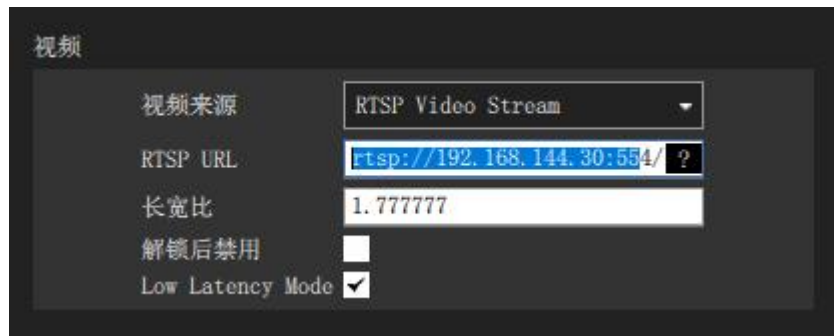 视频
视频来源 RTSP Video Stream
RTSP URL rtsp://192.168.144.30:554/ ?
长宽比 1.777777
解锁后禁用
Low Latency Mode